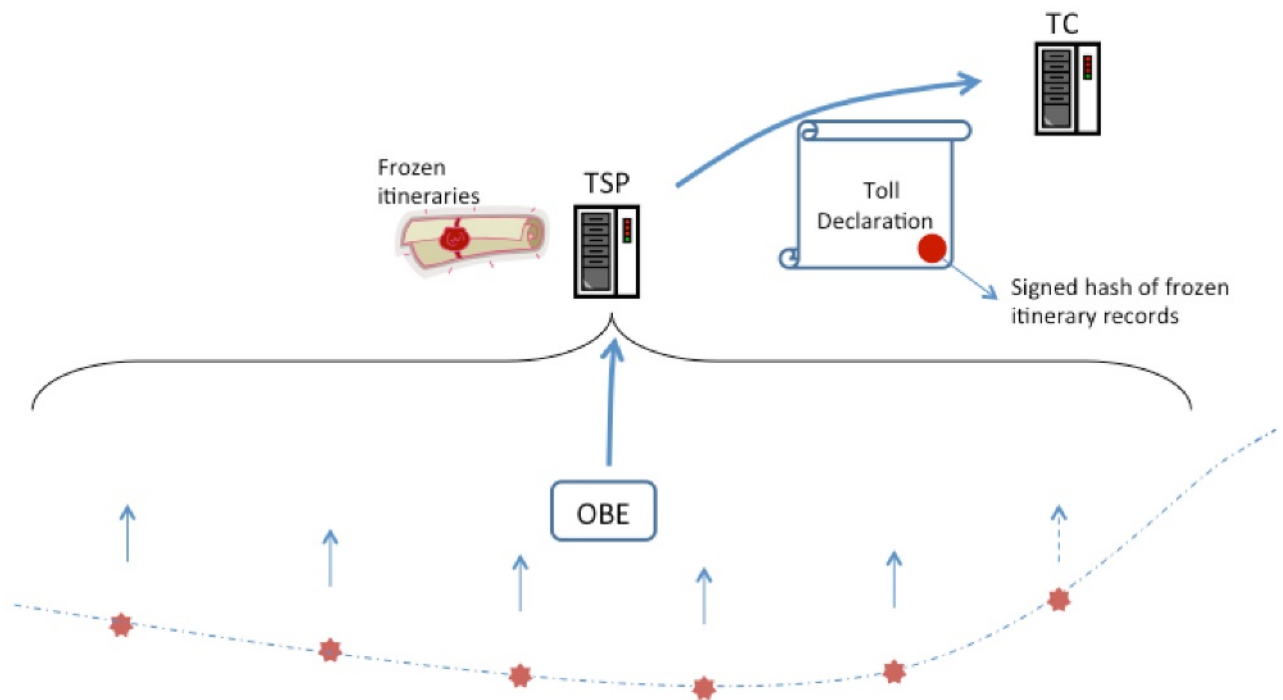 TC
Frozen
itineraries
TSP
Toll
Declaration
Signed hash of frozen
itinerary records
OBE